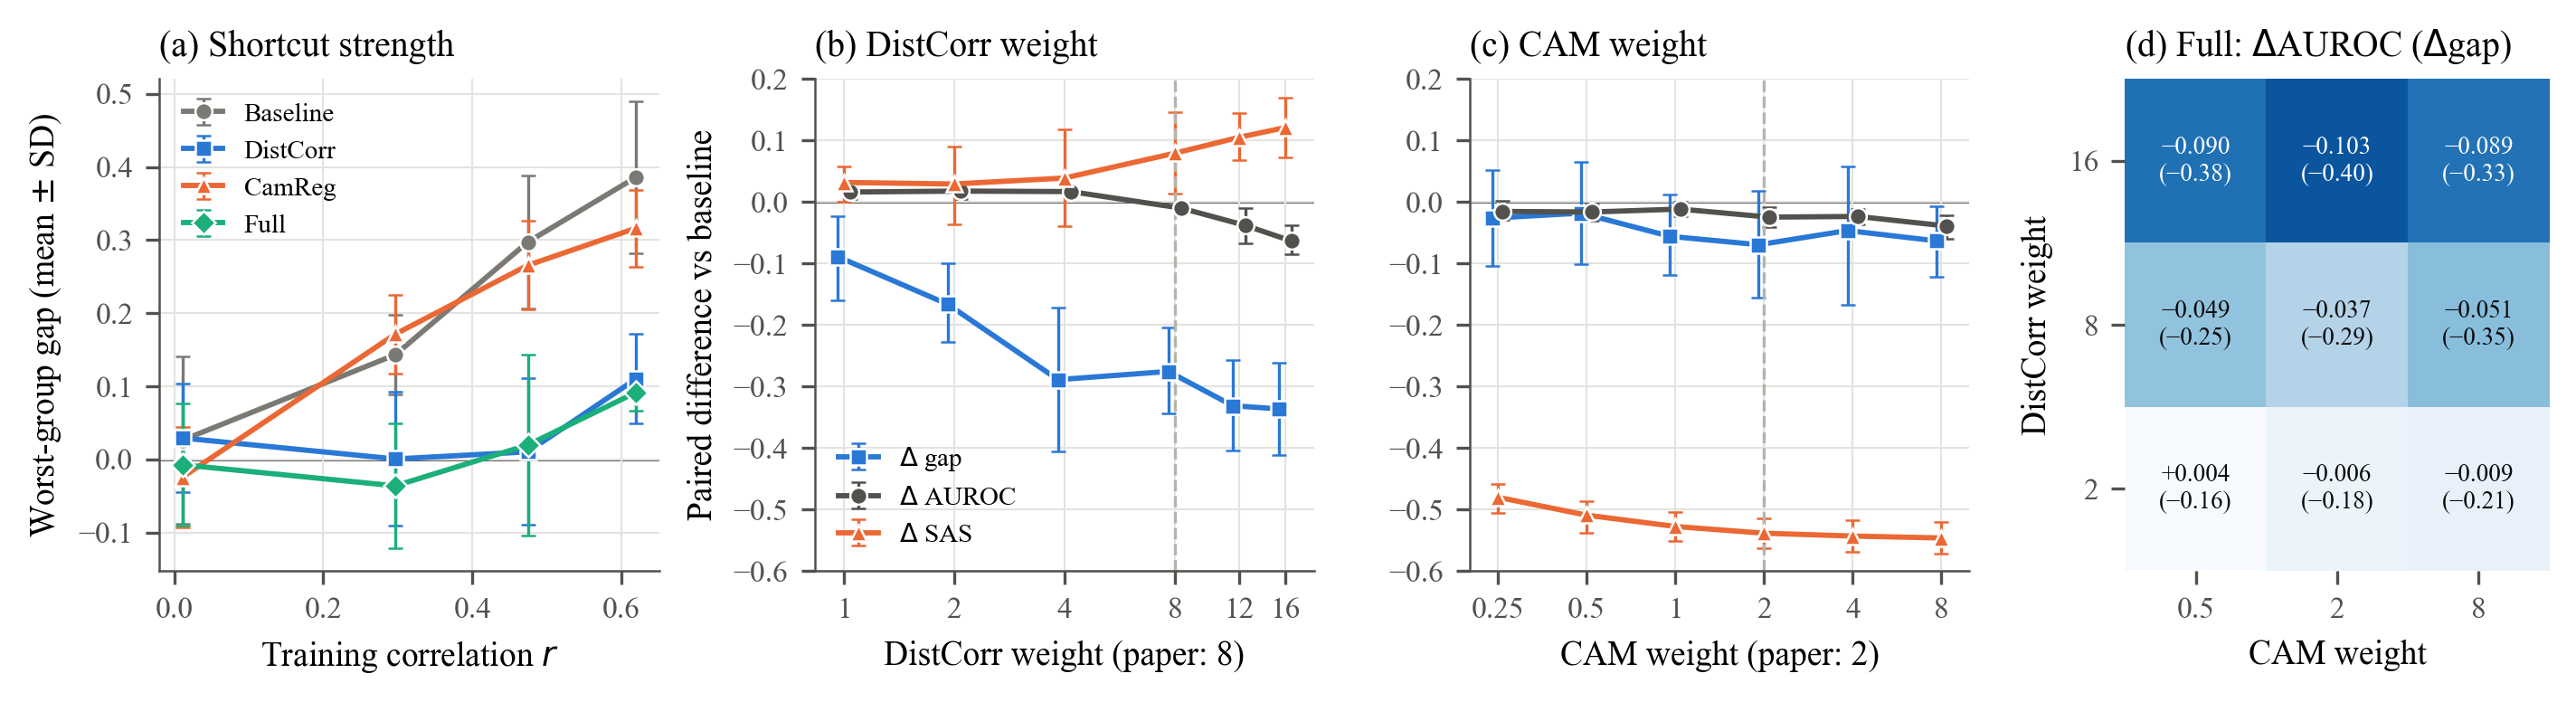 (a) Shortcut strength
Worst-group gap (mean ± SD)
0.5
0.4
0.3
0.2
0.1
0.0
−0.1
Baseline
DistCorr
CamReg
Full
0.0 0.2 0.4 0.6
Training correlation r
(b) DistCorr weight
Paired difference vs baseline
0.2
0.1
0.0
−0.1
−0.2
−0.3
−0.4
−0.5
−0.6
Δ gap
Δ AUROC
Δ SAS
1 2 4 8 12 16
DistCorr weight (paper: 8)
(c) CAM weight
0.2
0.1
0.0
−0.1
−0.2
−0.3
−0.4
−0.5
−0.6
0.25 0.5 1 2 4 8
CAM weight (paper: 2)
(d) Full: ΔAUROC (Δgap)
DistCorr weight
16
8
2
−0.090 −0.103 −0.089
(−0.38) (−0.40) (−0.33)
−0.049 −0.037 −0.051
(−0.25) (−0.29) (−0.35)
+0.004 −0.006 −0.009
(−0.16) (−0.18) (−0.21)
0.5 2 8
CAM weight